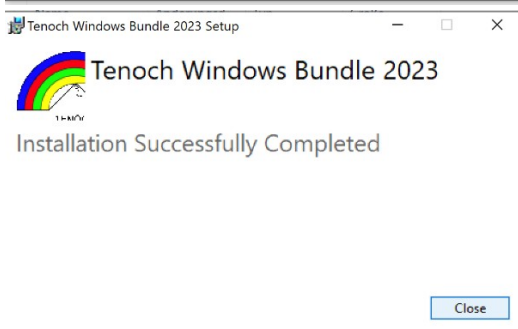 Tenoch Windows Bundle 2023 Setup
Tenoch Windows Bundle 2023
Installation Successfully Completed
Close